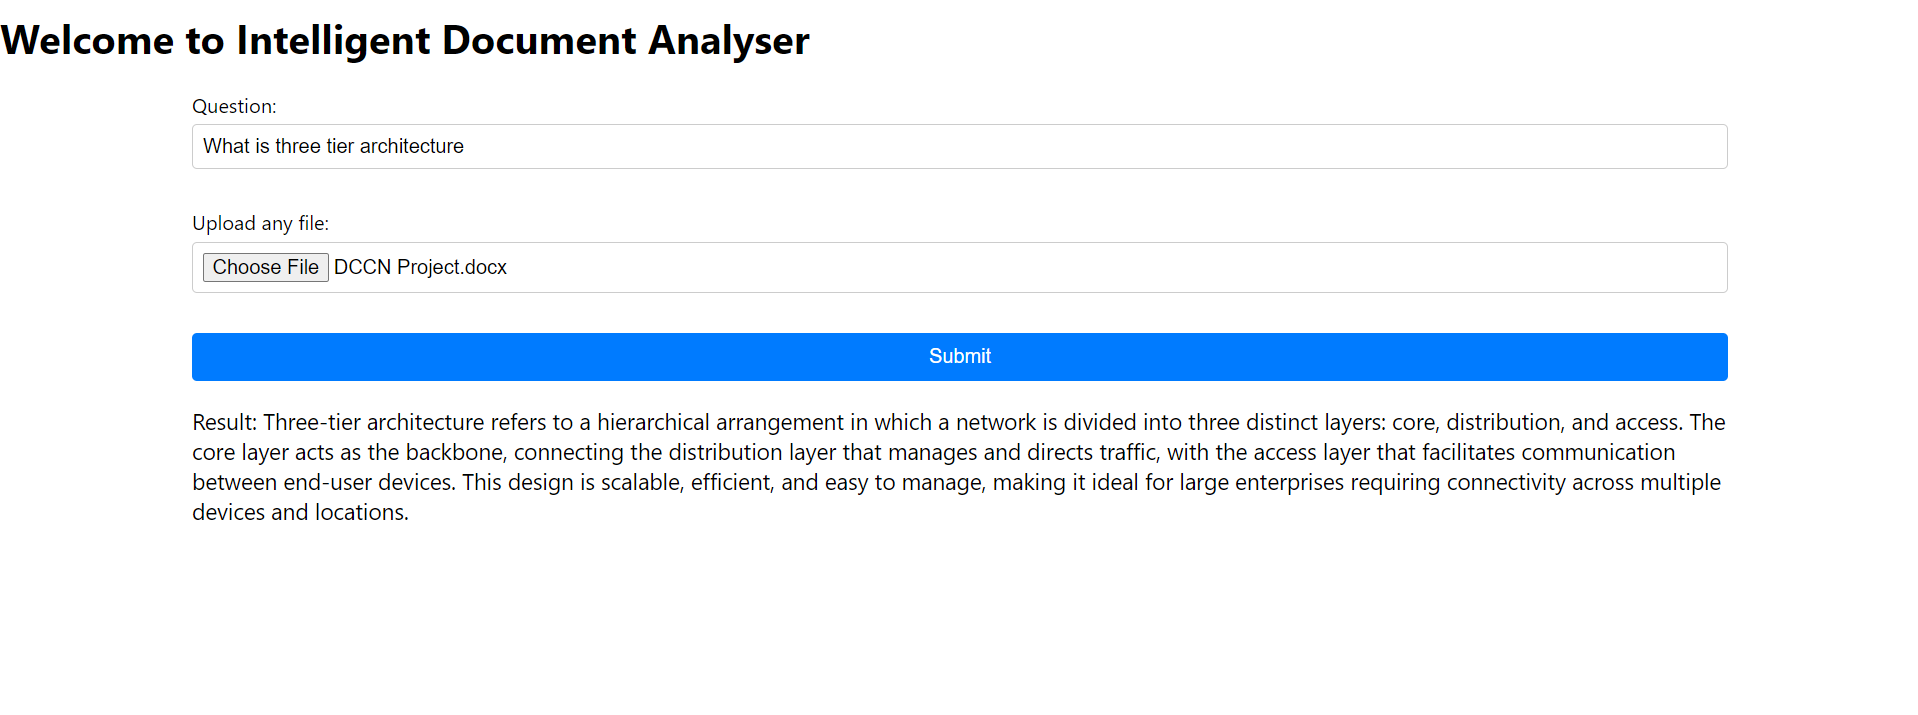 Welcome to Intelligent Document Analyser
Question:
What is three tier architecture
Upload any file:
Choose File DCCN Project.docx
Submit
Result: Three-tier architecture refers to a hierarchical arrangement in which a network is divided into three distinct layers: core, distribution, and access. The
core layer acts as the backbone, connecting the distribution layer that manages and directs traffic, with the access layer that facilitates communication
between end-user devices. This design is scalable, efficient, and easy to manage, making it ideal for large enterprises requiring connectivity across multiple
devices and locations.